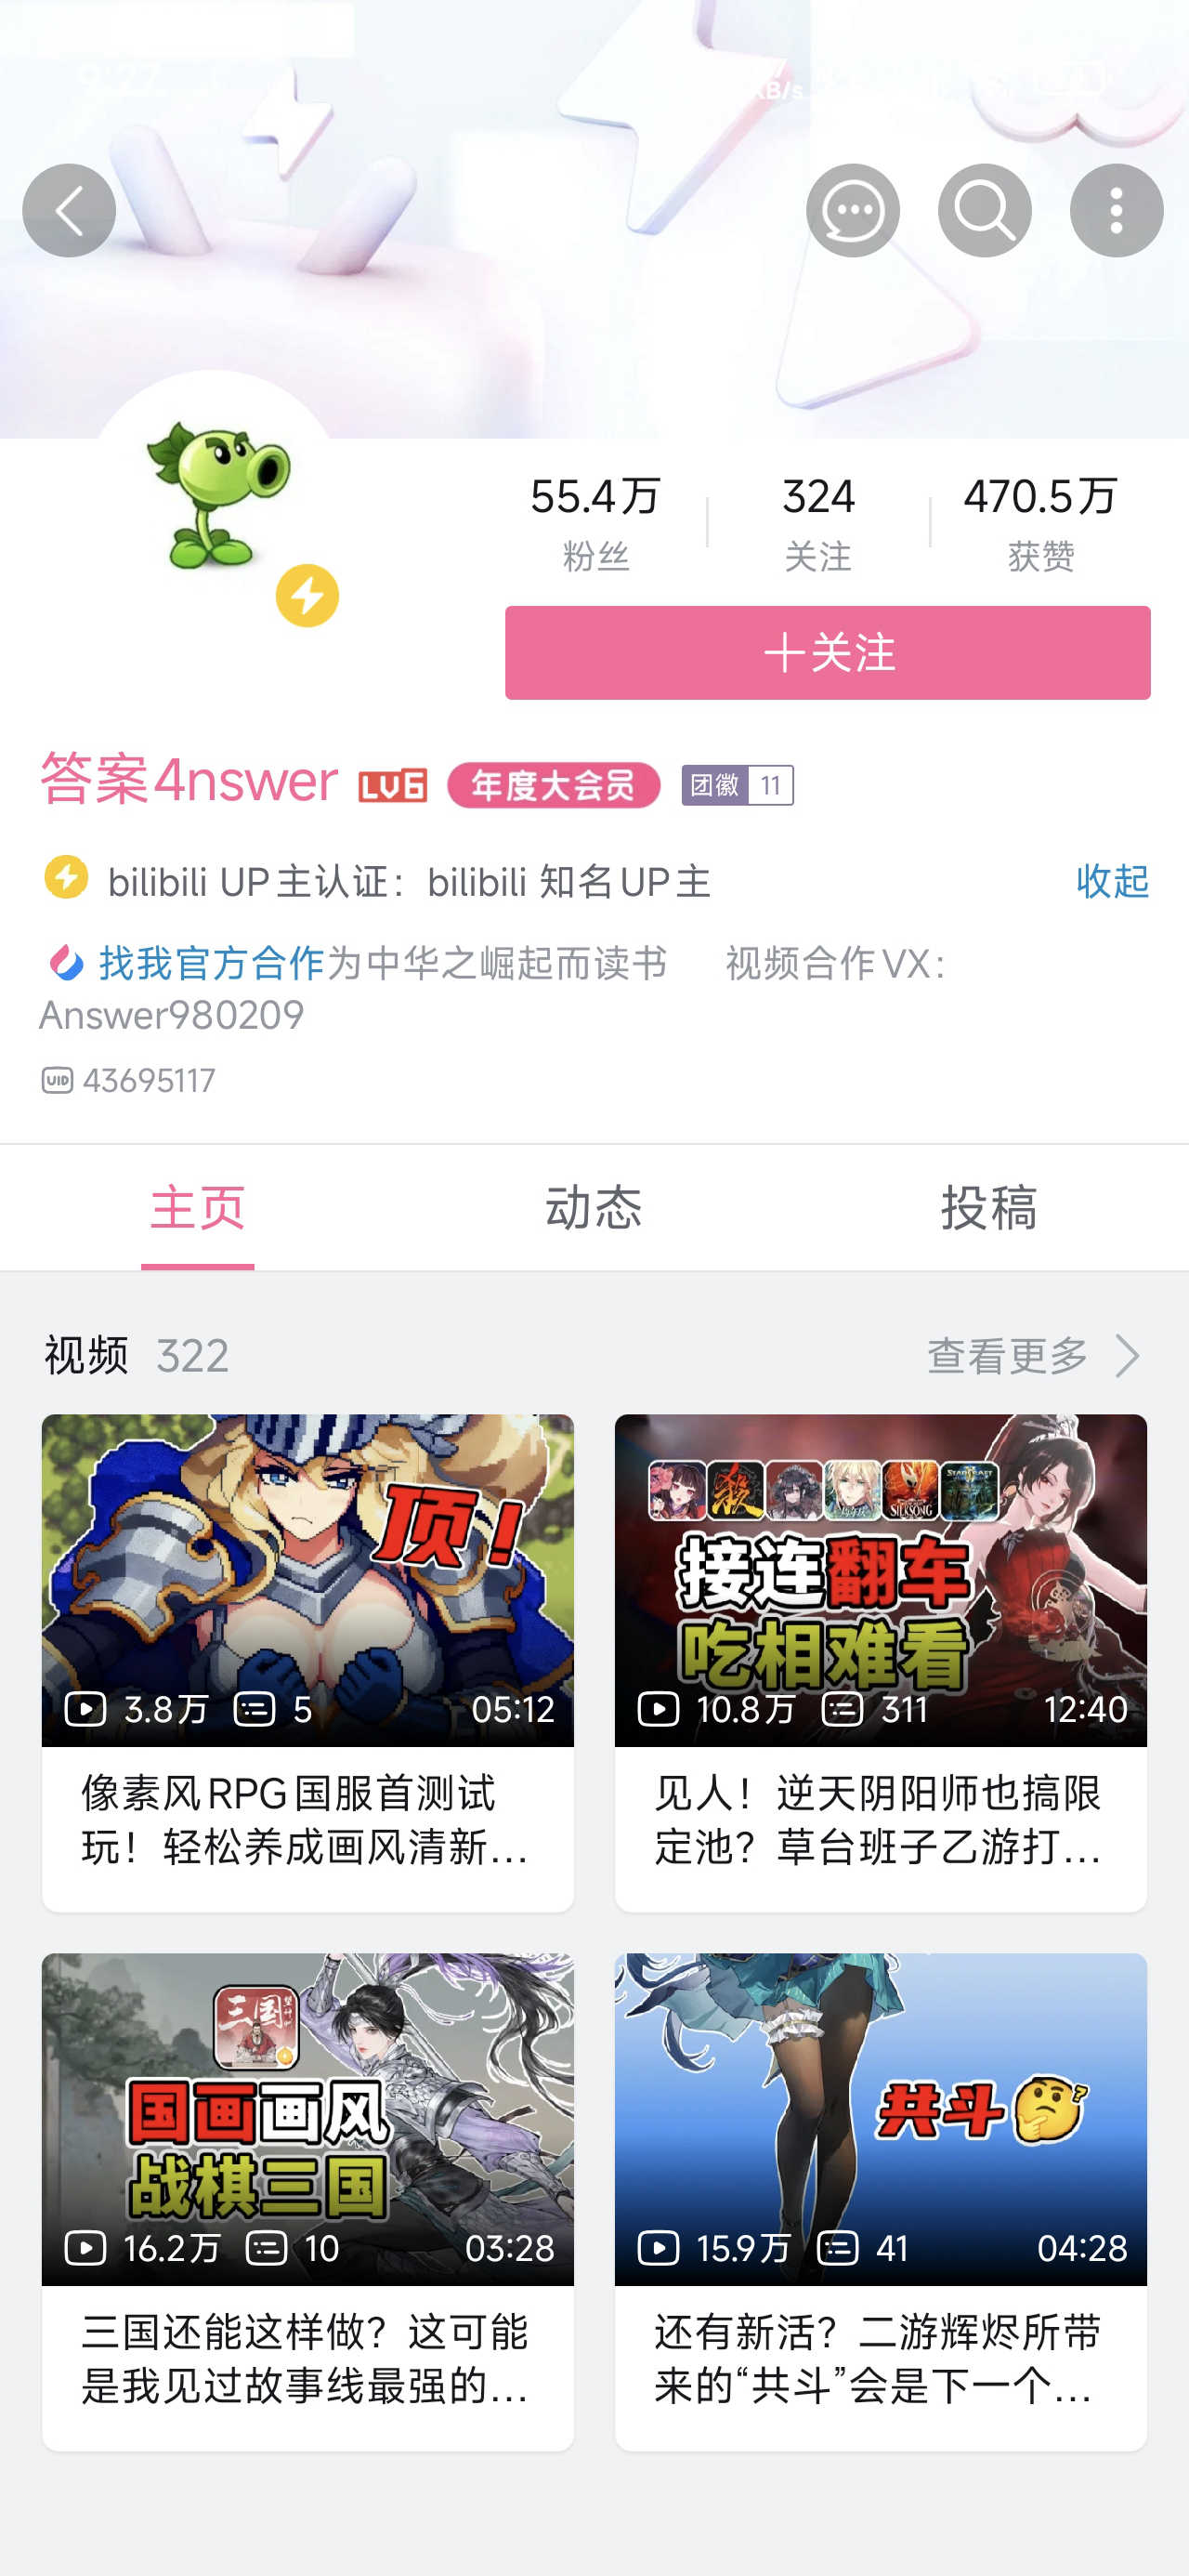 KB/s
55.4万
324
470.5万
粉丝
关注
获赞
十关注
答案4nswer LV6 年度大会员 团徽 11
bilibili UP主认证：bilibili 知名UP主
收起
找我官方合作为中华之崛起而读书 视频合作VX：
Answer980209
UID 43695117
主页
动态
投稿
视频 322
查看更多
顶！
3.8万 5 05:12
像素风RPG国服首测试
玩！轻松养成画风清新...
殺
SILKSONG
STARCRAFT
接连翻车
吃相难看
10.8万 311 12:40
见人！逆天阴阳师也搞限
定池？草台班子乙游打...
三国
国画画风
战棋三国
16.2万 10 03:28
三国还能这样做？这可能
是我见过故事线最强的...
共斗
15.9万 41 04:28
还有新活？二游辉烬所带
来的“共斗”会是下一个...